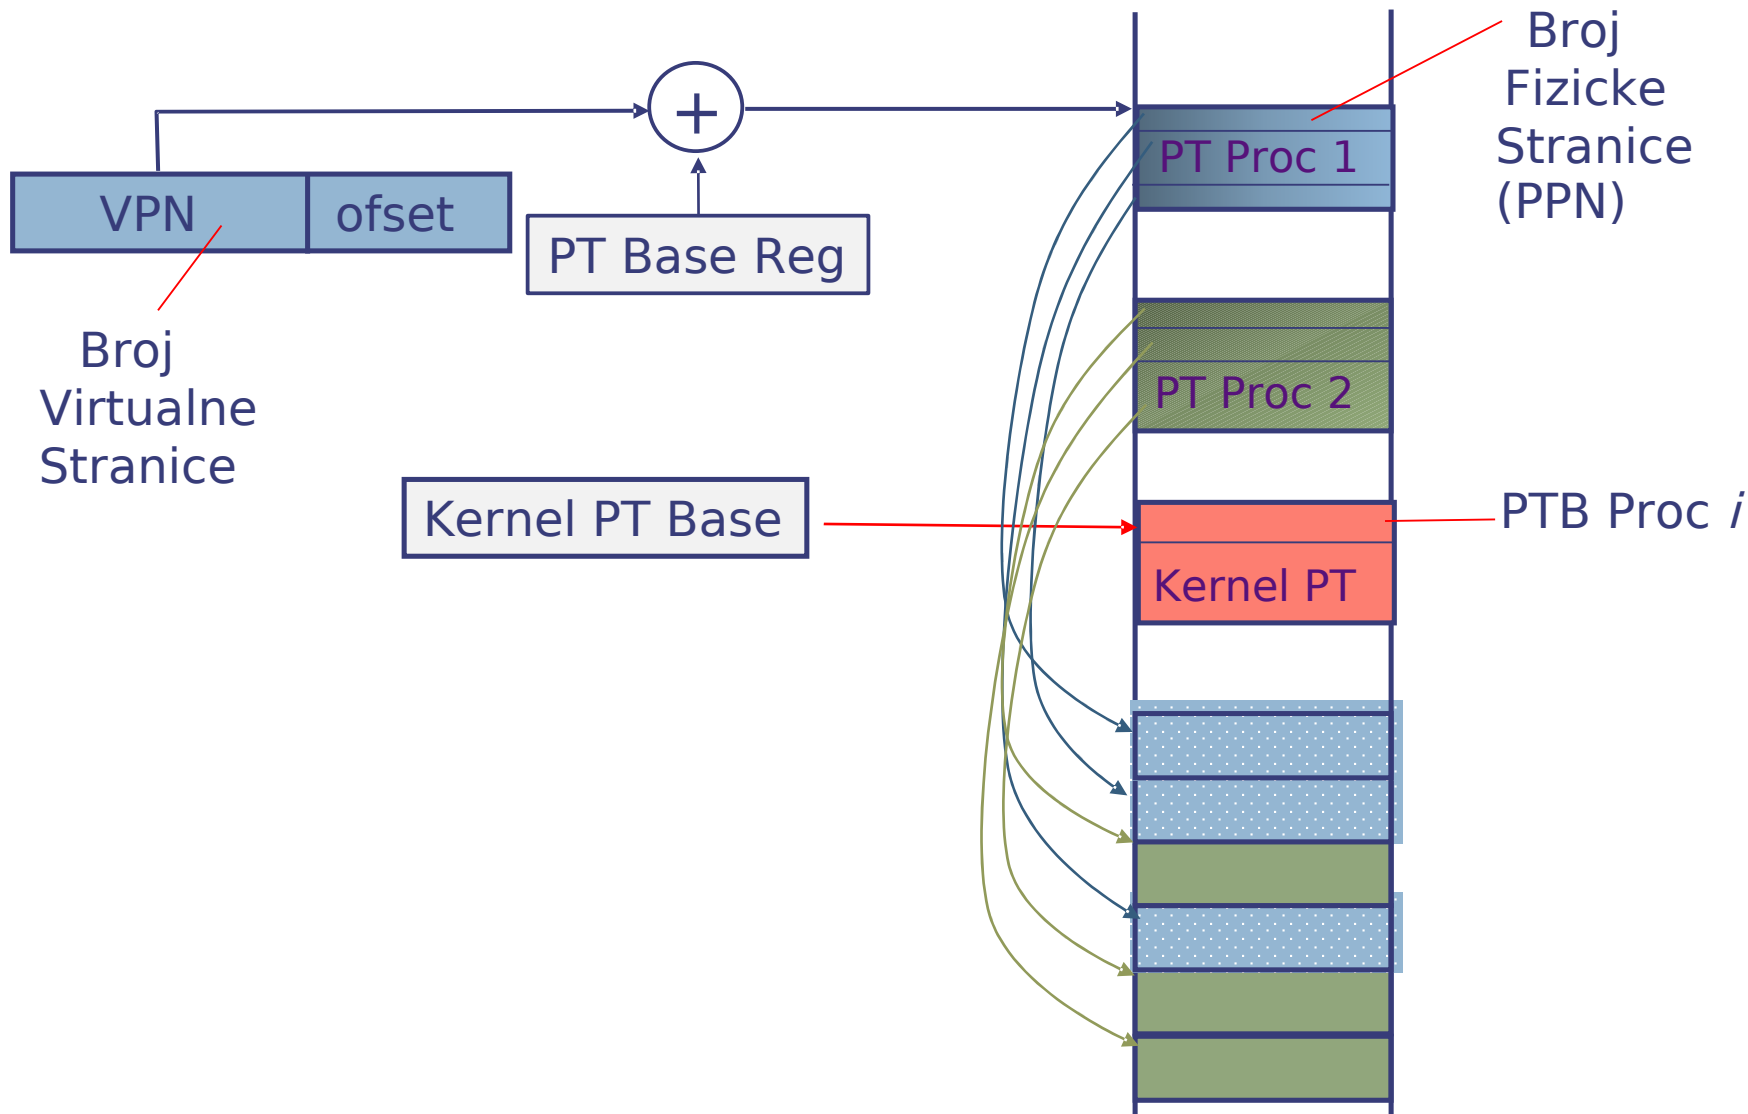 Broj
Fizicke
Stranice
(PPN)
+
PT Proc 1
VPN
ofset
PT Base Reg
Broj
Virtualne
Stranice
PT Proc 2
Kernel PT Base
PTB Proc i
Kernel PT